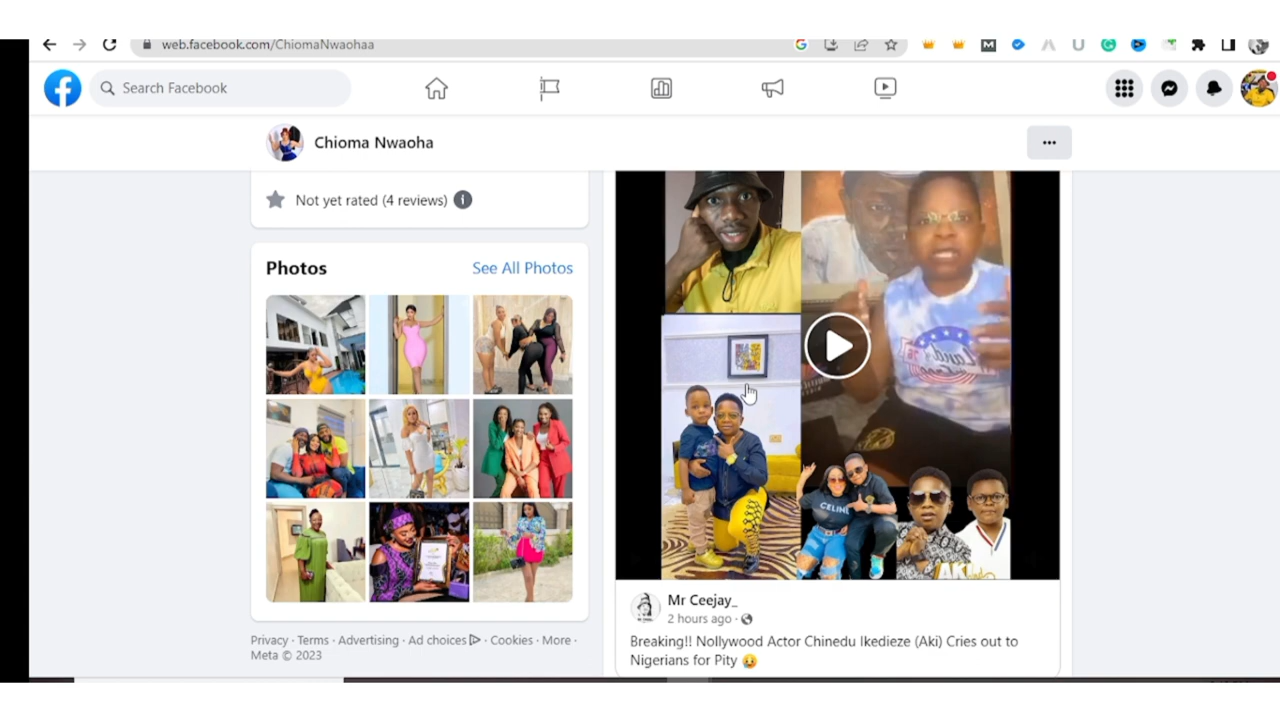 web.facebook.com/ChiomaNwaohaa
Search Facebook
Chioma Nwaoha
Not yet rated (4 reviews)
Photos
See All Photos
CELINE
Mr Ceejay_
2 hours ago ·
Breaking!! Nollywood Actor Chinedu Ikedieze (Aki) Cries out to
Nigerians for Pity 😥
Privacy · Terms · Advertising · Ad choices · Cookies · More ·
Meta © 2023